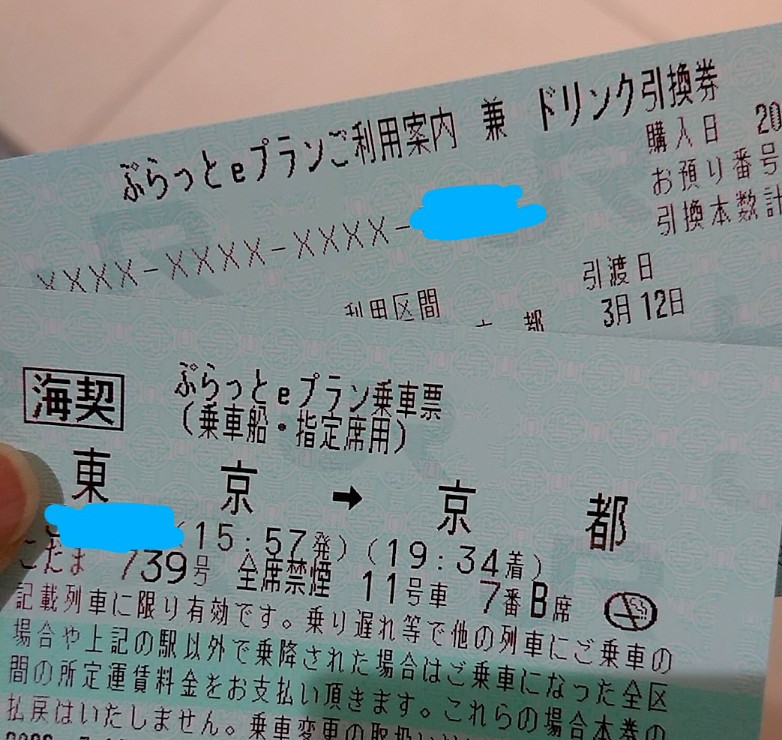 ぷらっとeプランご利用案内 兼 ドリンク引換券
購入日 20
お預り番号
引換本数計
XXXX-XXXX-XXXX-
引渡日
利用区間
3月12日
都
海契
ぷらっとeプラン乗車票
(乗車船・指定席用)
東 京 → 京 都
(15:57発)(19:34着)
こだま 739号 全席禁煙 11号車 7番B席
記載列車に限り有効です。乗り遅れ等で他の列車にご乗車の
場合や上記の駅以外で乗降された場合はご乗車になった全区
間の所定運賃料金をお支払い頂きます。これらの場合本券の
払戻はいたしません。乗車変更の取扱い